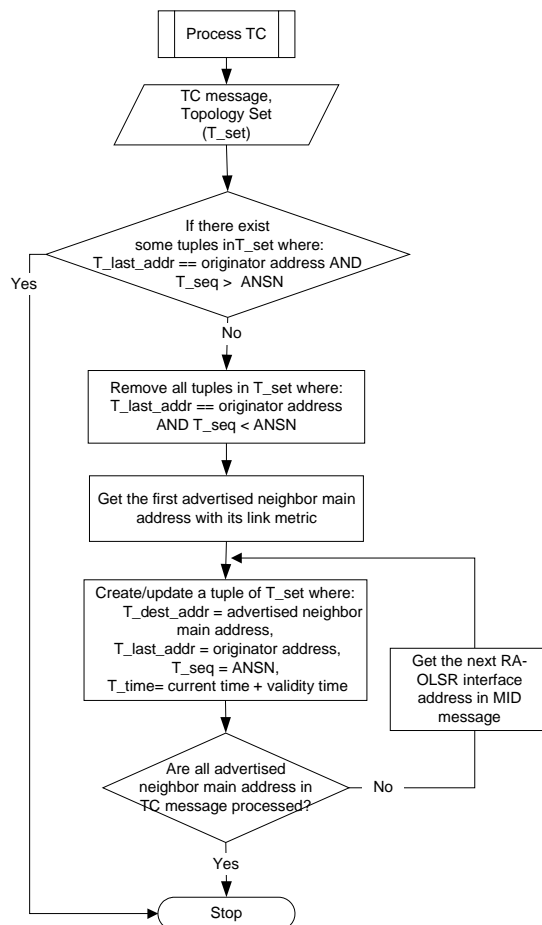 Process TC
TC message,
Topology Set
(T_set)
If there exist
some tuples inT_set where:
T_last_addr == originator address AND
T_seq > ANSN
Yes
No
Remove all tuples in T_set where:
T_last_addr == originator address
AND T_seq < ANSN
Get the first advertised neighbor main
address with its link metric
Create/update a tuple of T_set where:
T_dest_addr = advertised neighbor
main address,
T_last_addr = originator address,
T_seq = ANSN,
T_time= current time + validity time
Get the next RA-
OLSR interface
address in MID
message
Are all advertised
neighbor main address in
TC message processed?
No
Yes
Stop